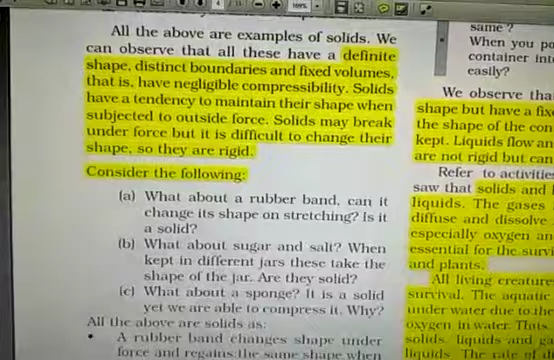 All the above are examples of solids. We
can observe that all these have a definite
shape, distinct boundaries and fixed volumes,
that is, have negligible compressibility. Solids
have a tendency to maintain their shape when
subjected to outside force. Solids may break
under force but it is difficult to change their
shape, so they are rigid.
Consider the following:
(a) What about a rubber band, can it
change its shape on stretching? Is it
a solid?
(b) What about sugar and salt? When
kept in different jars these take the
shape of the jar. Are they solid?
(c) What about a sponge? It is a solid
yet we are able to compress it. Why?
All the above are solids as:
• A rubber band changes shape under
force and regains the same shape when
same ?
When you po
container int
easily?
We observe tha
shape but have a fix
the shape of the con
kept. Liquids flow an
are not rigid but can
Refer to activities
saw that solids and
liquids. The gases
diffuse and dissolve
especially oxygen an
essential for the survi
and plants.
All living creatures
survival. The aquatic
under water due to the
oxygen in water. Thus
solids, liquids and ga
liquids. The rate of